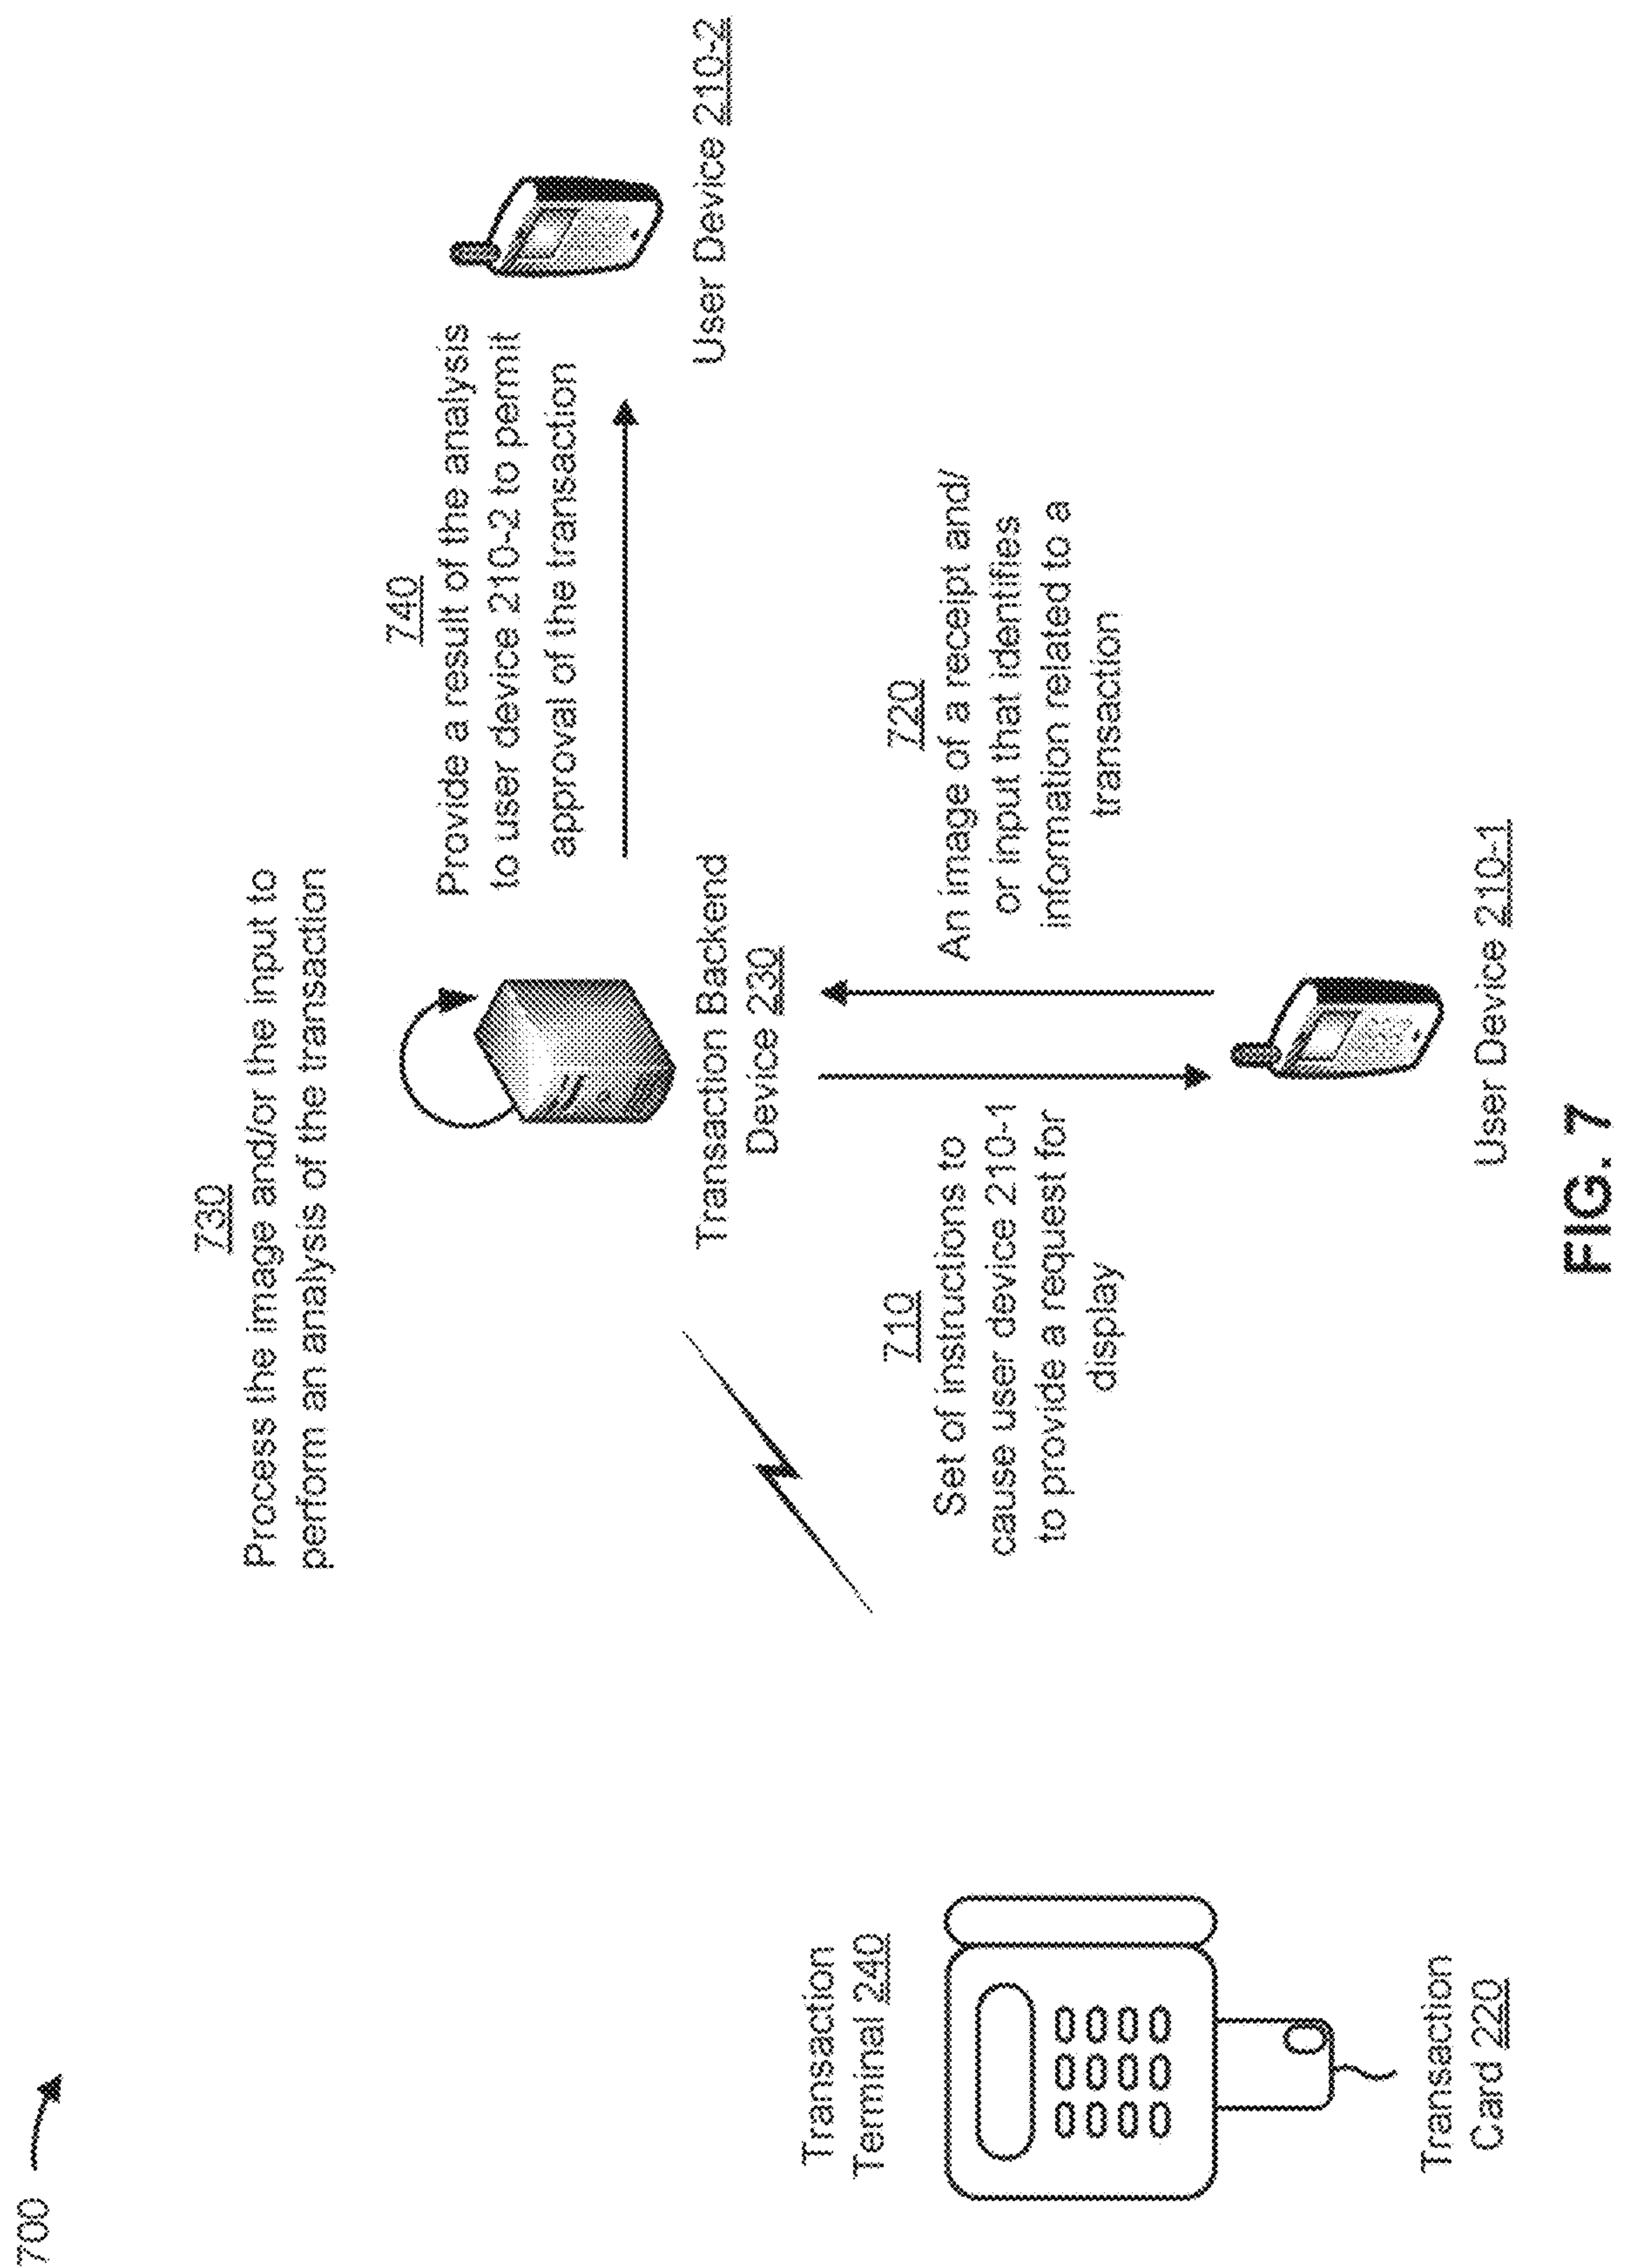 700
730
Process the image and/or the input to
perform an analysis of the transaction
740
Provide a result of the analysis
to user device 210-2 to permit
approval of the transaction
Transaction Backend
Device 230
User Device 210-2
Transaction
Terminal 240
710
Set of instructions to
cause user device 210-1
to provide a request for
display
720
An image of a receipt and/
or input that identifies
information related to a
transaction
Transaction
Card 220
User Device 210-1
FIG. 7